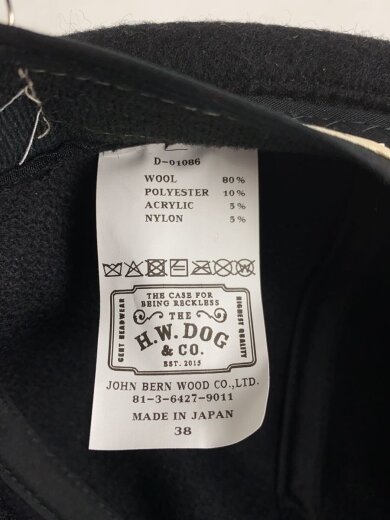 D-01086
WOOL 80%
POLYESTER 10%
ACRYLIC 5%
NYLON 5%
THE CASE FOR
BEING RECKLESS
GENT HEADWEAR
HIGHEST QUALITY
THE
H.W. DOG
& CO.
EST. 2015
JOHN BERN WOOD CO.,LTD.
81-3-6427-9011
MADE IN JAPAN
38